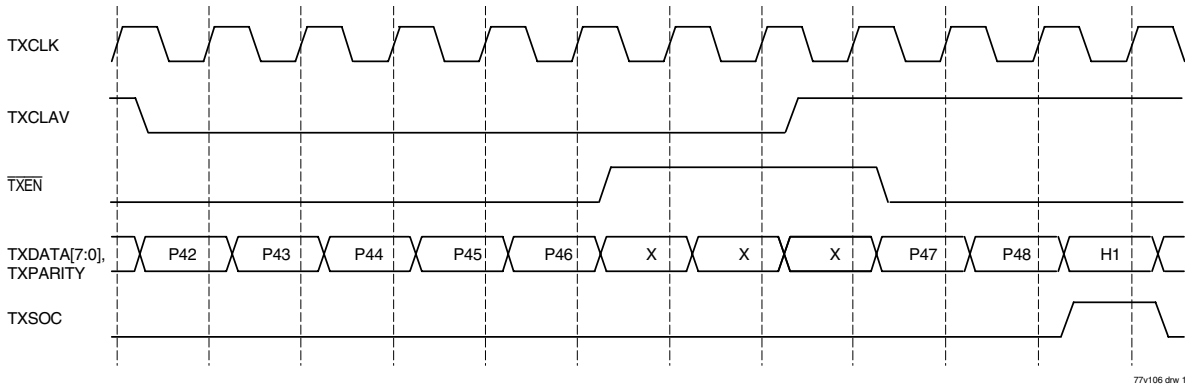 TXCLK
TXCLAV
TXEN
TXDATA[7:0],
TXPARITY
P42 P43 P44 P45 P46 X X X P47 P48 H1
TXSOC
77v106 drw 1